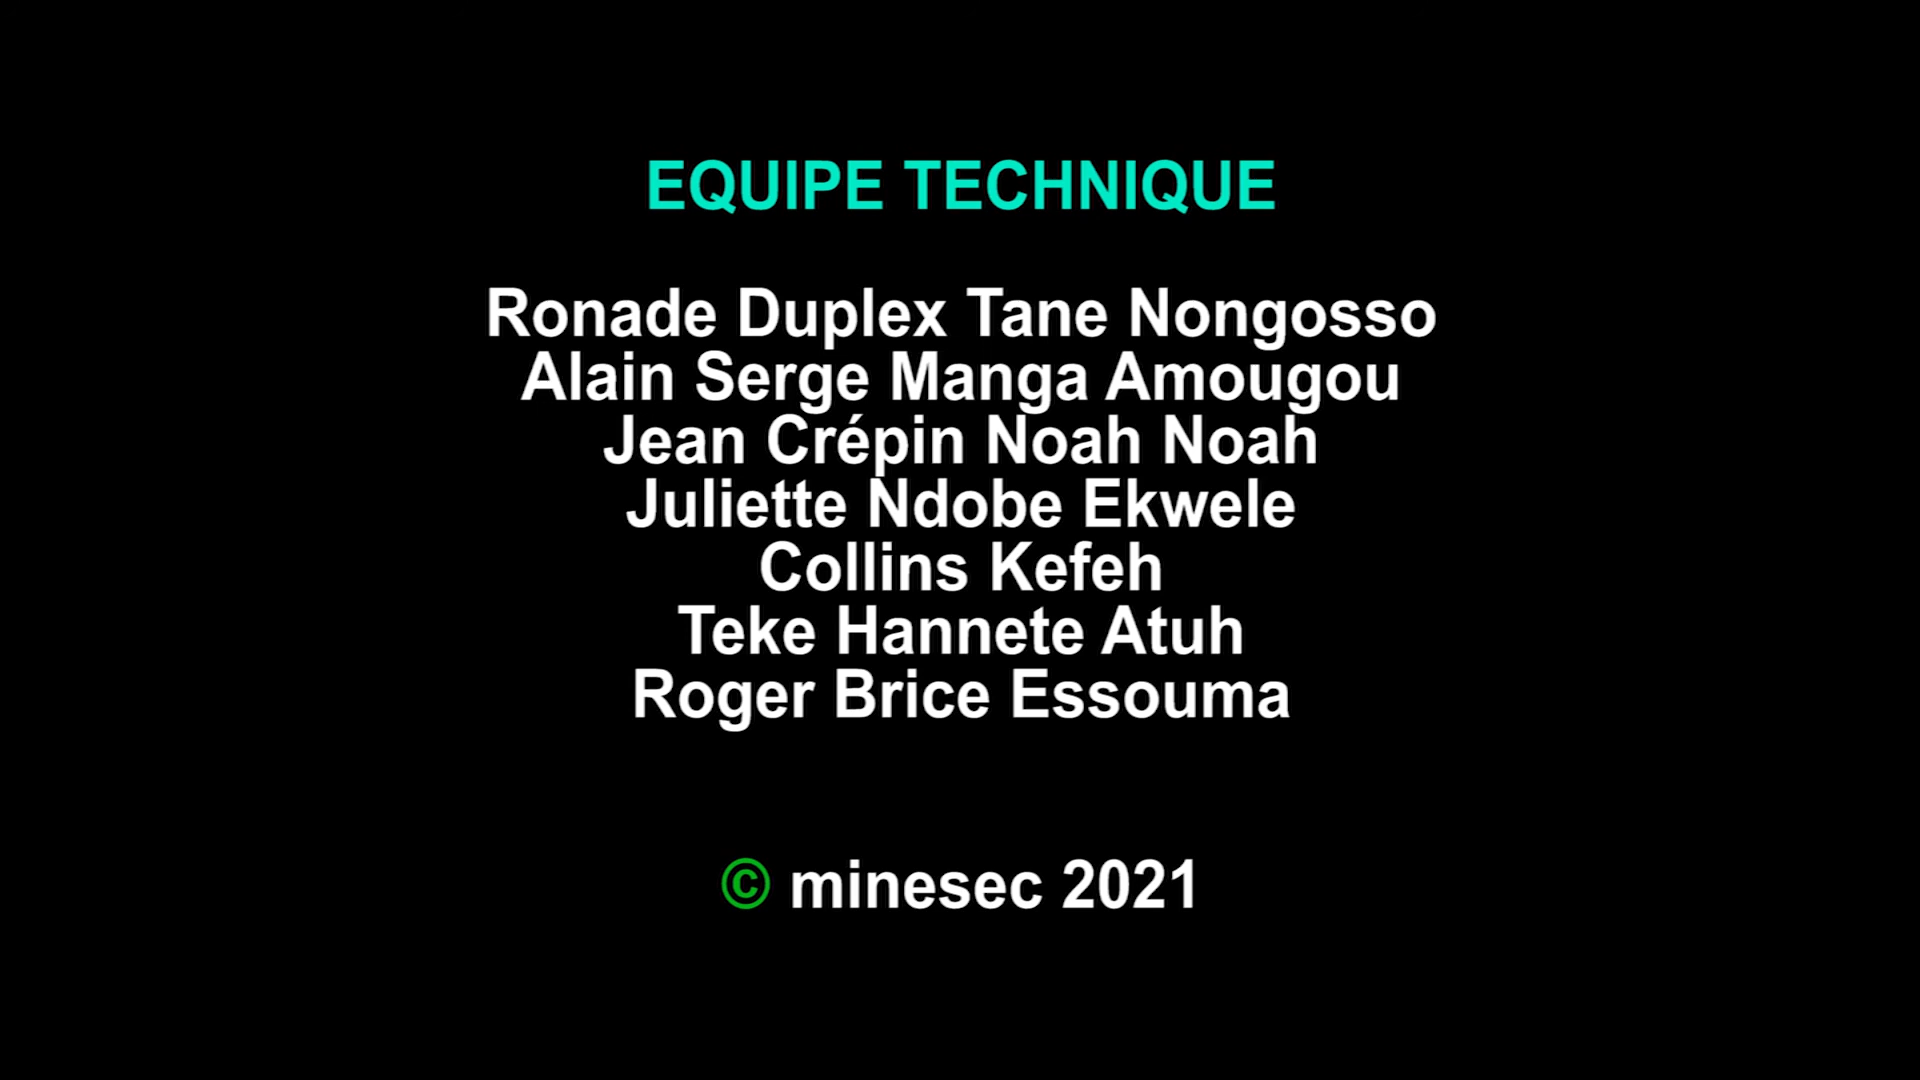 EQUIPE TECHNIQUE
Ronade Duplex Tane Nongosso
Alain Serge Manga Amougou
Jean Crépin Noah Noah
Juliette Ndobe Ekwele
Collins Kefeh
Teke Hannete Atuh
Roger Brice Essouma
© minesec 2021